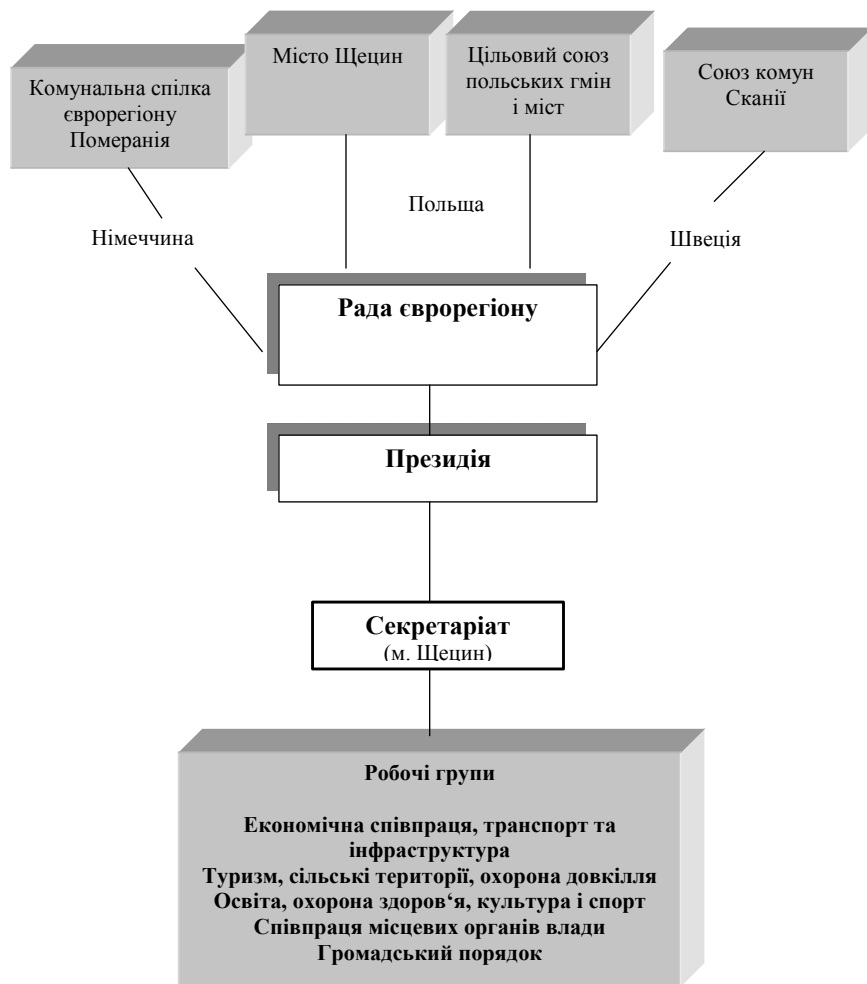 Комунальна спілка
єврорегіону
Померанія
Місто Щецин
Цільовий союз
польських гмін
і міст
Союз комун
Сканії
Польща
Німеччина
Швеція
Рада єврорегіону
Президія
Секретаріат
(м. Щецин)
Робочі групи
Економічна співпраця, транспорт та
інфраструктура
Туризм, сільські території, охорона довкілля
Освіта, охорона здоров‘я, культура і спорт
Співпраця місцевих органів влади
Громадський порядок